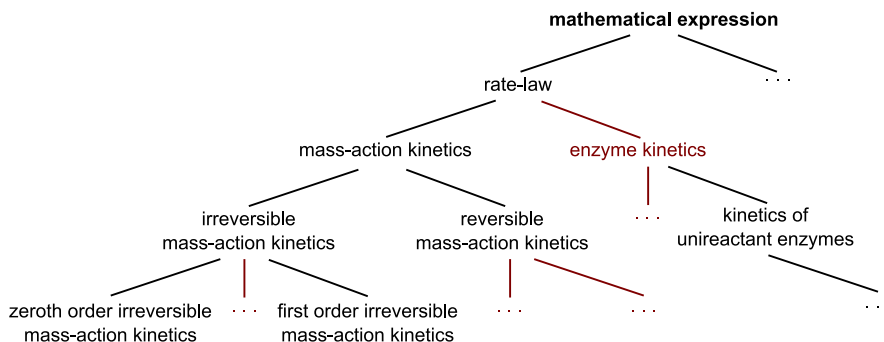 mathematical expression
rate-law
. . .
mass-action kinetics
enzyme kinetics
irreversible
mass-action kinetics
reversible
mass-action kinetics
. . .
kinetics of
unireactant enzymes
zeroth order irreversible
mass-action kinetics
. . .
first order irreversible
mass-action kinetics
. . .
. . .
. .